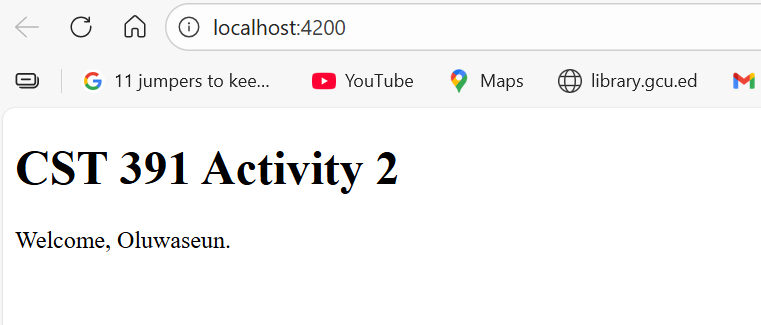 localhost:4200
11 jumpers to kee... YouTube Maps library.gcu.ed
CST 391 Activity 2
Welcome, Oluwaseun.